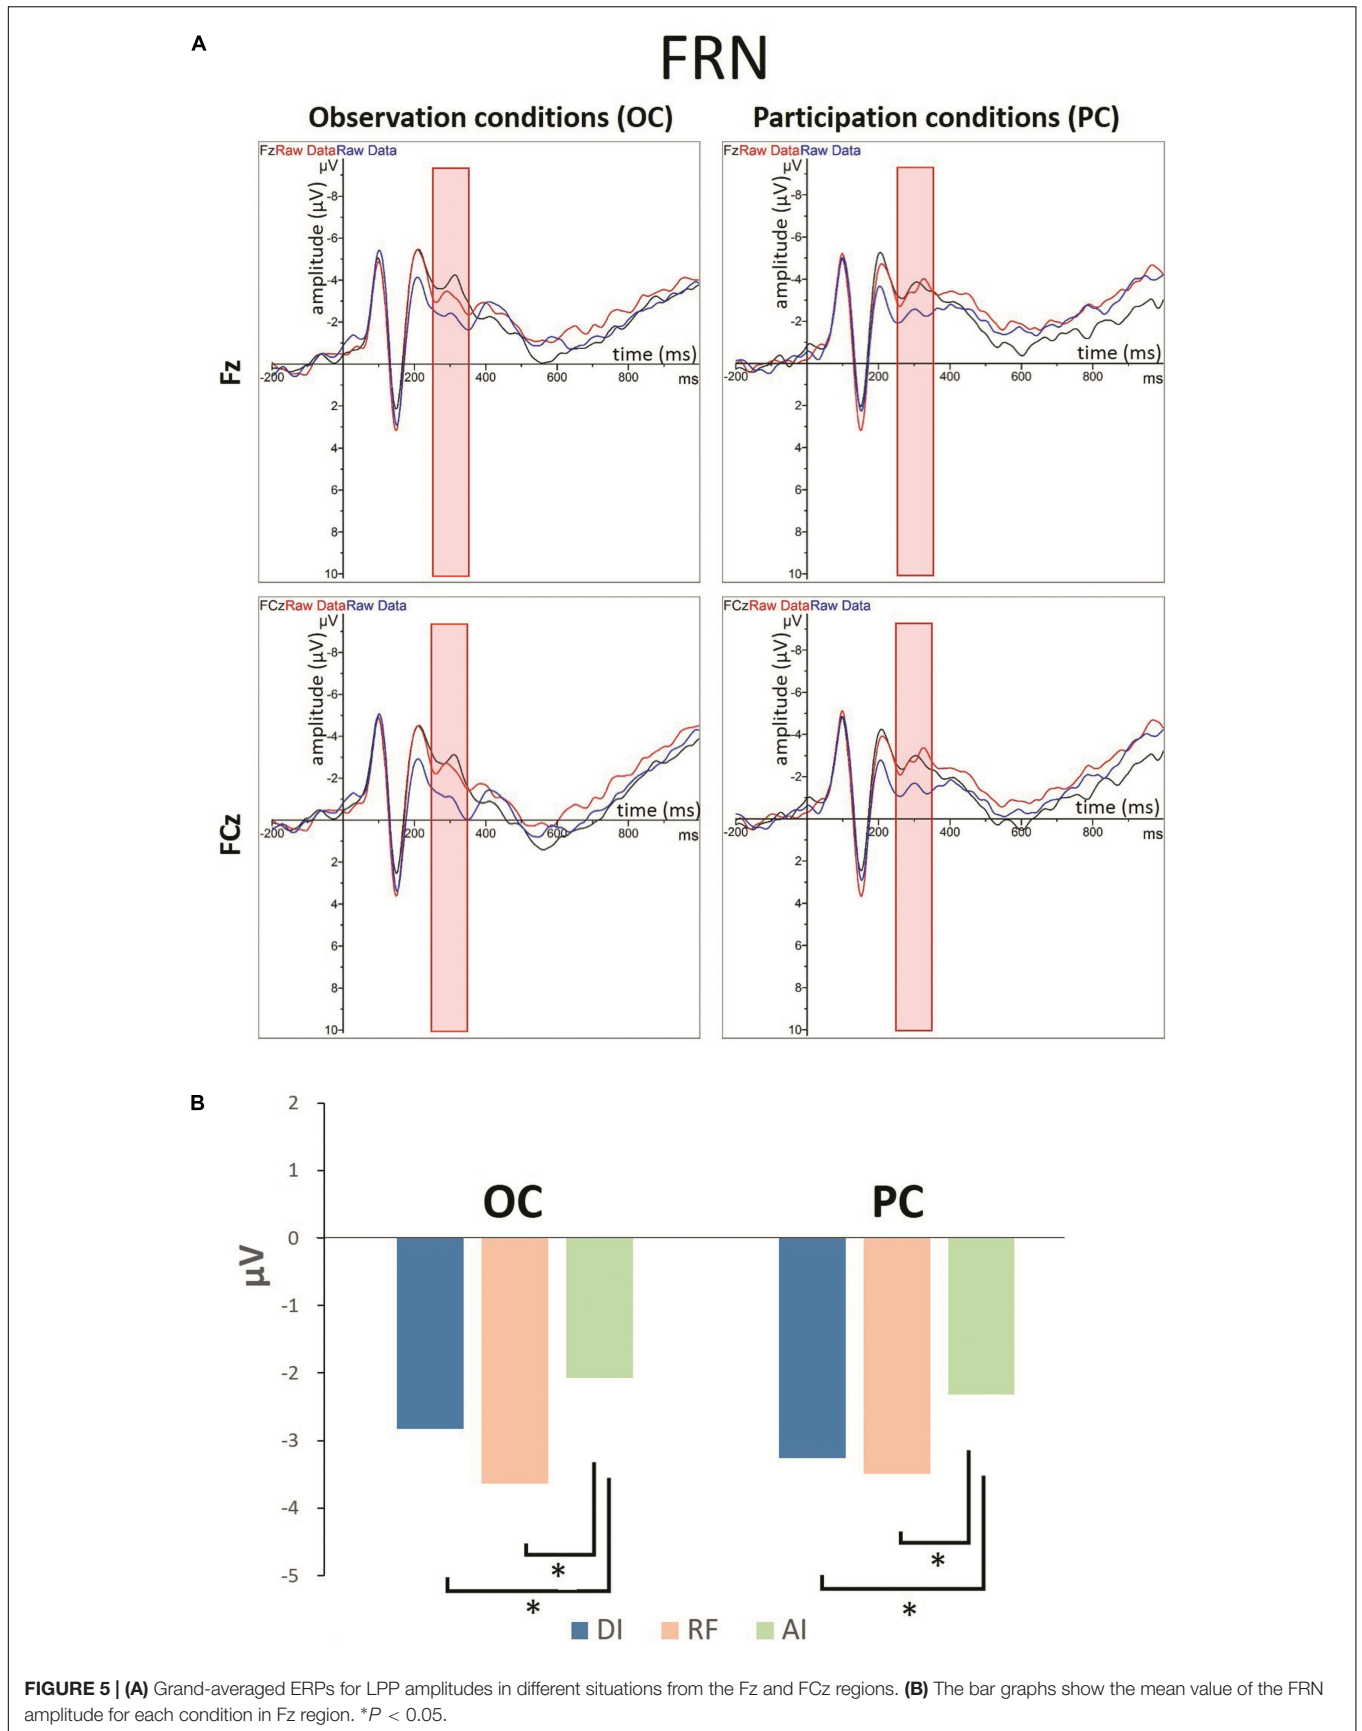 A
FRN
Observation conditions (OC)
Participation conditions (PC)
FzRaw DataRaw Data
µV
amplitude (µV)
-8
-6
-4
-2
2
4
6
8
10
-200
200
400
600
800
time (ms)
ms
Fz
FzRaw DataRaw Data
µV
amplitude (µV)
-8
-6
-4
-2
2
4
6
8
10
-200
200
400
600
800
time (ms)
ms
FCzRaw DataRaw Data
µV
amplitude (µV)
-8
-6
-4
-2
2
4
6
8
10
-200
200
400
600
800
time (ms)
ms
FCz
FCzRaw DataRaw Data
µV
amplitude (µV)
-8
-6
-4
-2
2
4
6
8
10
-200
200
400
600
800
time (ms)
ms
B
2
1
0
-1
-2
-3
-4
-5
µV
OC
PC
*
*
*
*
DI RF AI
FIGURE 5 | (A) Grand-averaged ERPs for LPP amplitudes in different situations from the Fz and FCz regions. (B) The bar graphs show the mean value of the FRN
amplitude for each condition in Fz region. *P < 0.05.